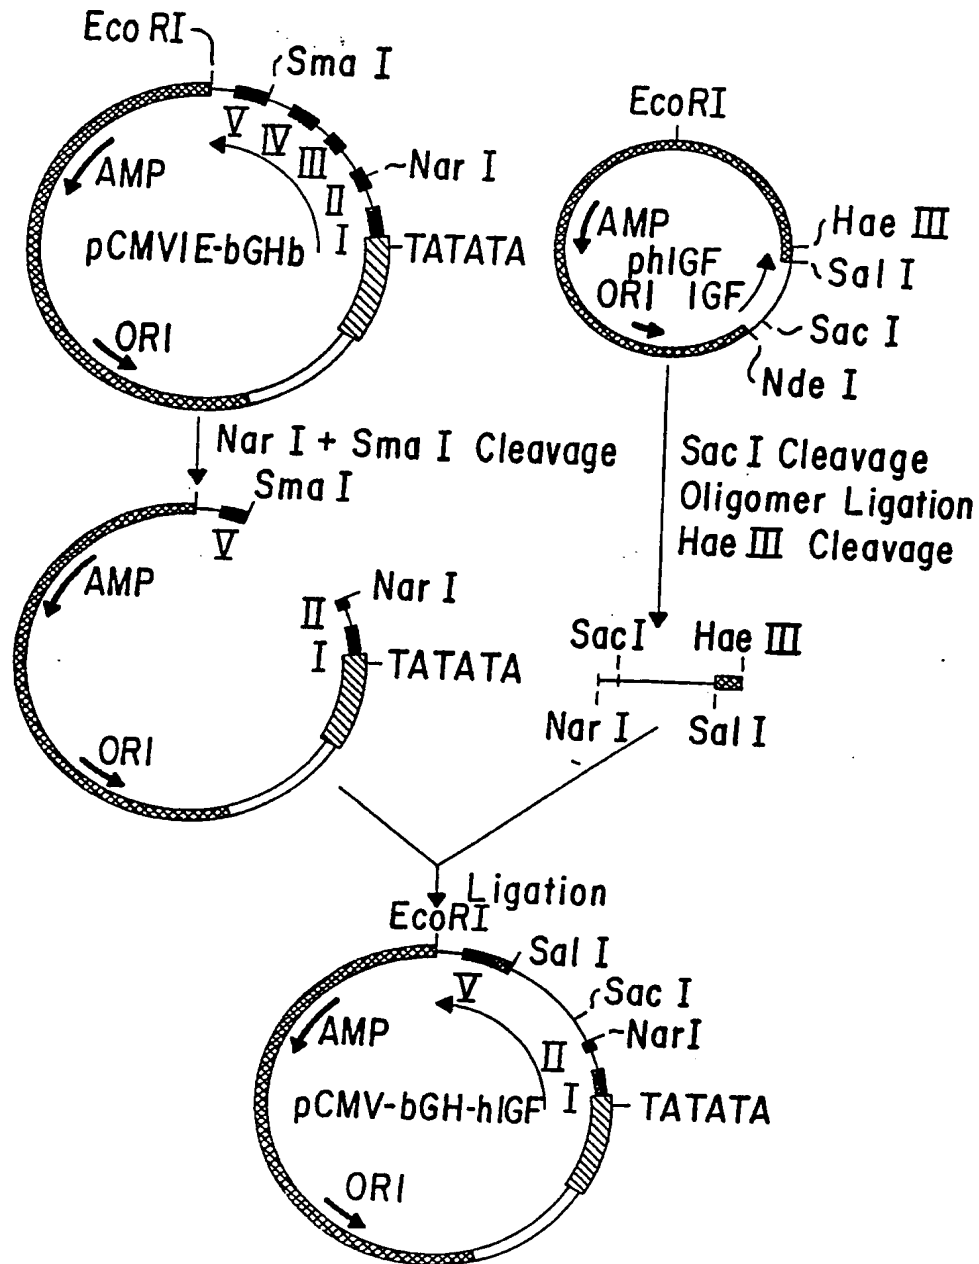 Eco RI
Sma I
V
IV
III
II
I
Nar I
AMP
pCMVIE-bGHb
TATATA
ORI
EcoRI
Hae III
Sal I
AMP
phIGF
ORI
IGF
Sac I
Nde I
Nar I + Sma I Cleavage
Sac I Cleavage
Oligomer Ligation
Hae III Cleavage
Sma I
V
AMP
Nar I
II
I
TATATA
ORI
Sac I
Hae III
Nar I
Sal I
Ligation
EcoRI
Sal I
V
Sac I
Nar I
AMP
II
I
pCMV-bGH-hIGF
TATATA
ORI